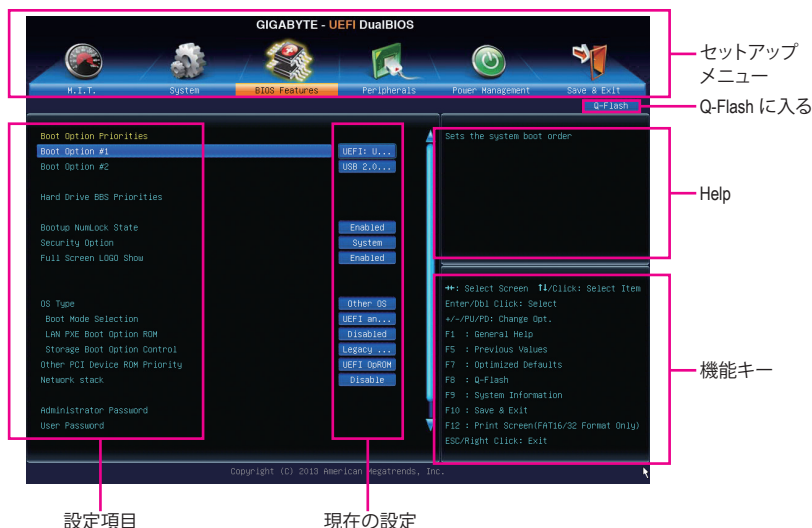 GIGABYTE - UEFI DualBIOS
M.I.T. System BIOS Features Peripherals Power Management Save & Exit
セットアップ
メニュー
Q-Flash
Q-Flash に入る
Boot Option Priorities
Boot Option #1 UEFI: U...
Boot Option #2 USB 2.0...
Hard Drive BBS Priorities
Bootup NumLock State Enabled
Security Option System
Full Screen LOGO Show Enabled
OS Type Other OS
Boot Mode Selection UEFI an...
LAN PXE Boot Option ROM Disabled
Storage Boot Option Control Legacy ...
Other PCI Device ROM Priority UEFI OpROM
Network stack Disable
Administrator Password
User Password
Sets the system boot order
Help
→←: Select Screen ↑↓/Click: Select Item
Enter/Dbl Click: Select
+/-/PU/PD: Change Opt.
F1 : General Help
F5 : Previous Values
F7 : Optimized Defaults
F8 : Q-Flash
F9 : System Information
F10 : Save & Exit
F12 : Print Screen(FAT16/32 Format Only)
ESC/Right Click: Exit
機能キー
Copyright (C) 2013 American Megatrends, Inc.
設定項目
現在の設定